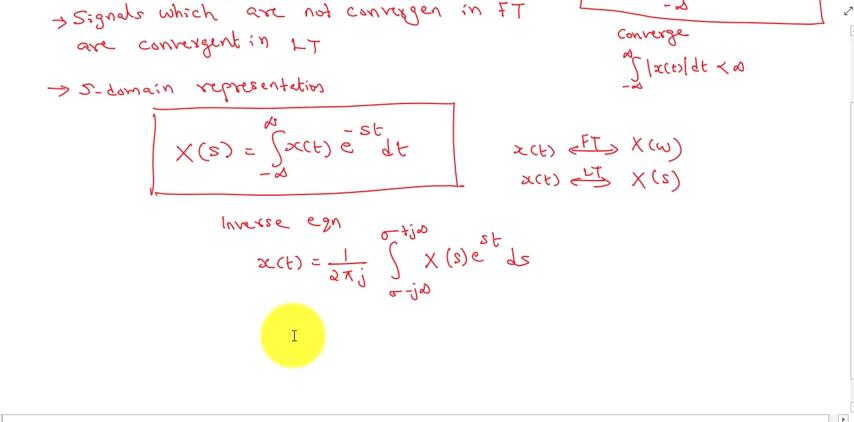 → Signals which are not convergen in FT
are convergent in LT
-∞
converge
∫_{-∞}^{∞} |x(t)| dt < ∞
→ S-domain representation
X(s) = ∫_{-∞}^{∞} x(t) e^{-st} dt
x(t) ⟷ FT X(ω)
x(t) ⟷ LT X(s)
Inverse eqn
x(t) = 1/2πj ∫_{σ-j∞}^{σ+j∞} X(s) e^{st} ds